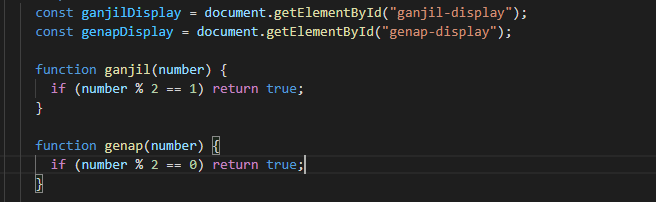 const ganjilDisplay = document.getElementById("ganjil-display");
const genapDisplay = document.getElementById("genap-display");
function ganjil(number) {
if (number % 2 == 1) return true;
}
function genap(number) {
if (number % 2 == 0) return true;
}